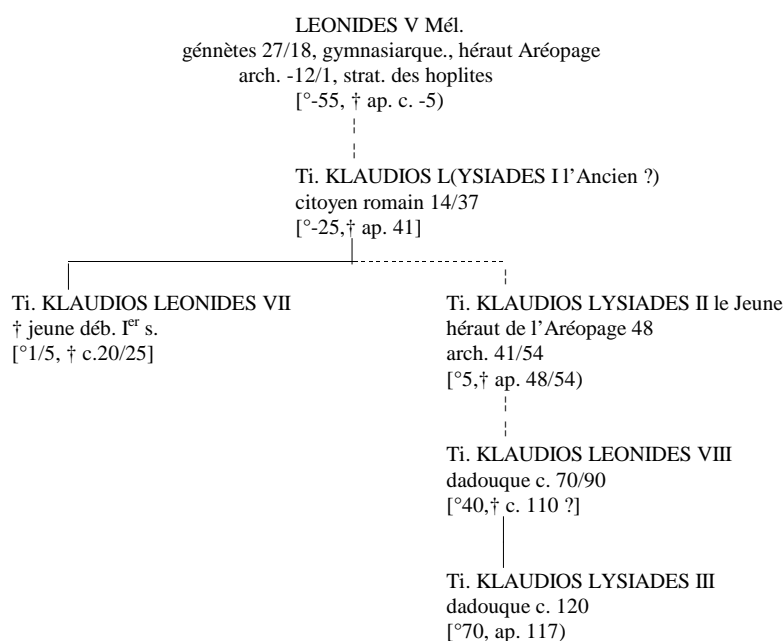 LEONIDES V Mél.
génnètes 27/18, gymnasiarque., héraut Aréopage
arch. -12/1, strat. des hoplites
[°-55, † ap. c. -5)
Ti. KLAUDIOS L(YSIADES I l’Ancien ?)
citoyen romain 14/37
[°-25,† ap. 41]
Ti. KLAUDIOS LEONIDES VII
† jeune déb. Ier s.
[°1/5, † c.20/25]
Ti. KLAUDIOS LYSIADES II le Jeune
héraut de l’Aréopage 48
arch. 41/54
[°5,† ap. 48/54)
Ti. KLAUDIOS LEONIDES VIII
dadouque c. 70/90
[°40,† c. 110 ?]
Ti. KLAUDIOS LYSIADES III
dadouque c. 120
[°70, ap. 117)